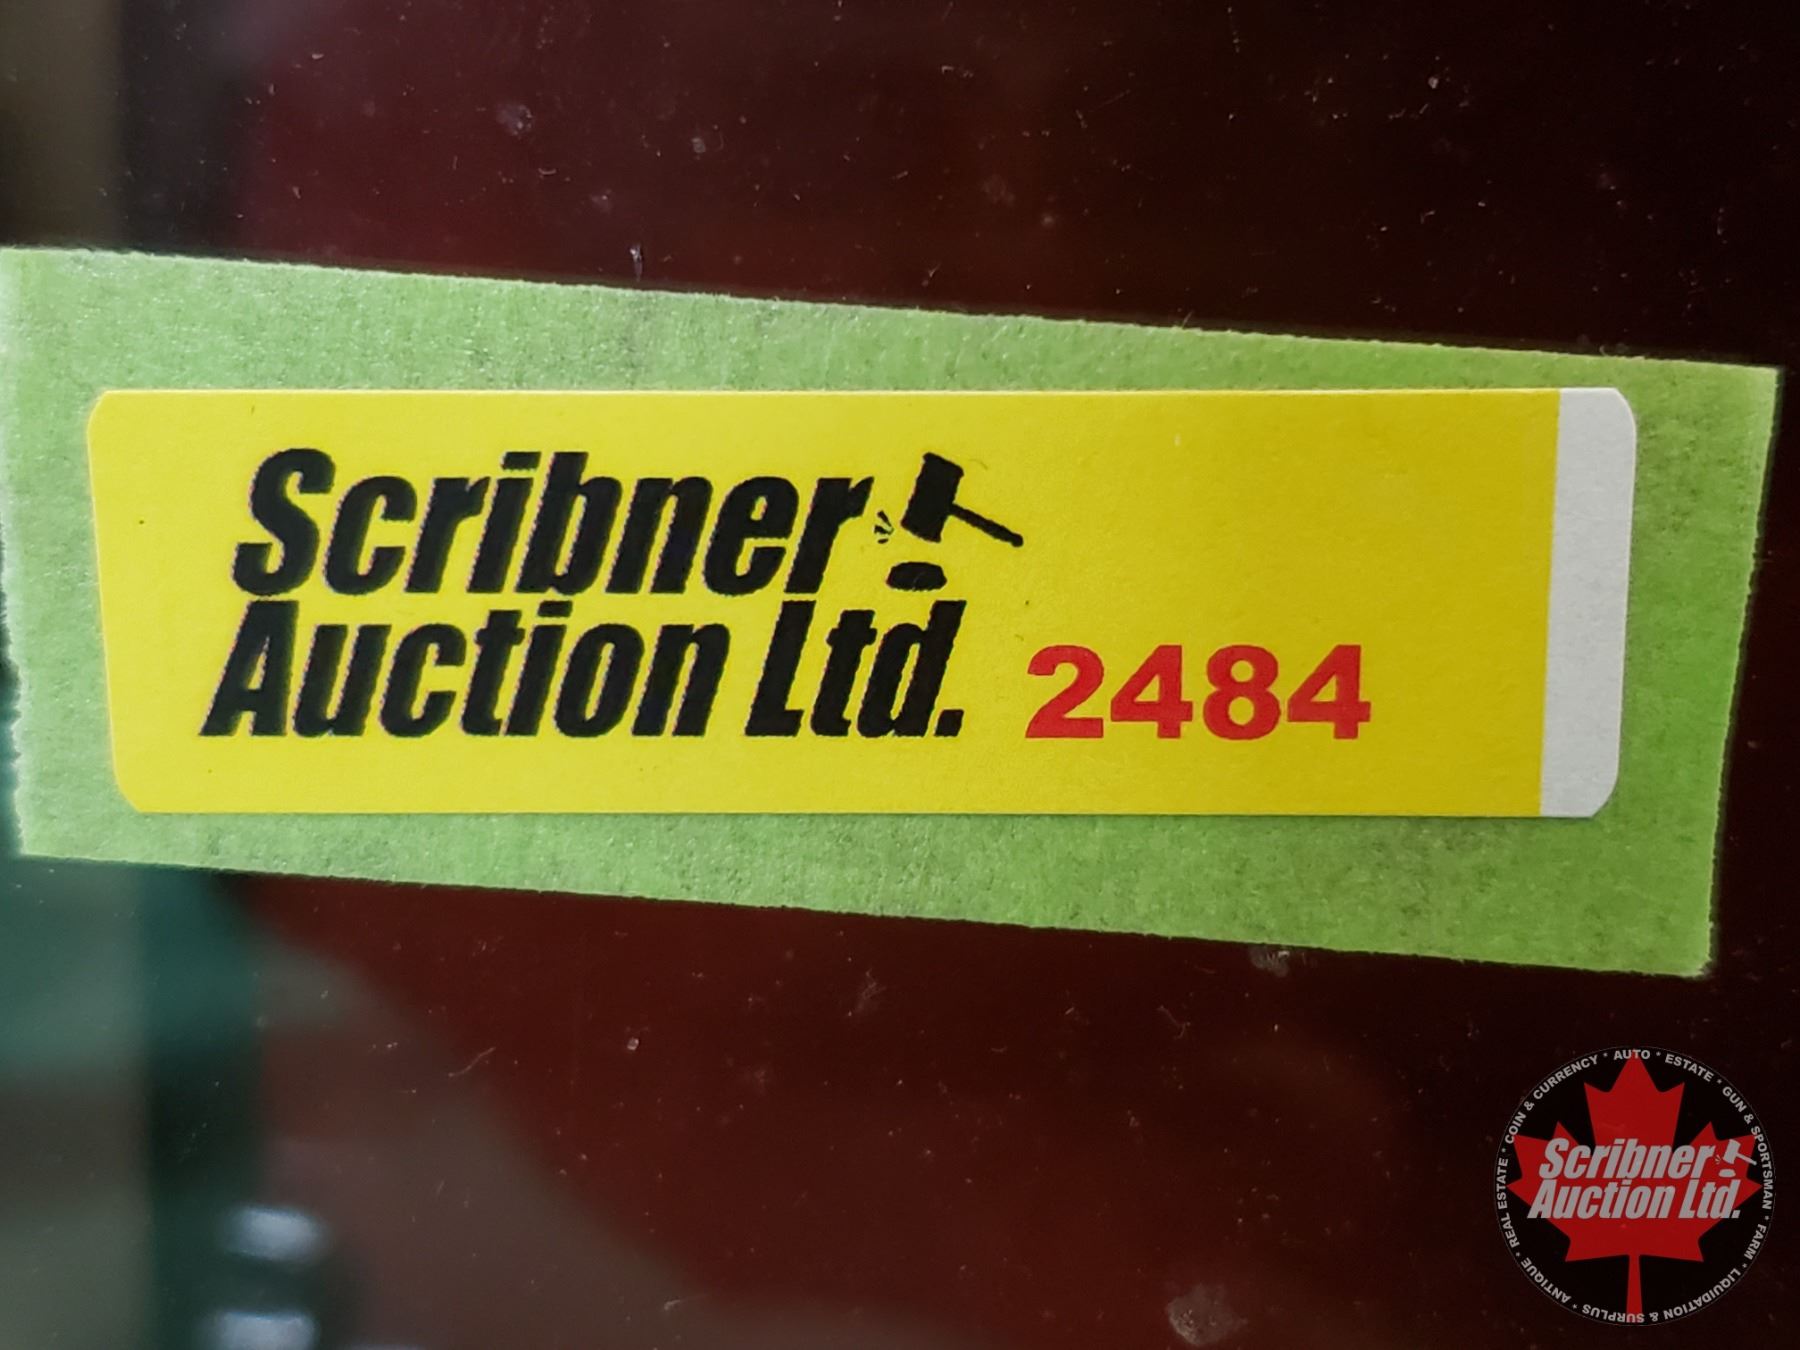 Scribner
Auction Ltd. 2484
COIN & CURRENCY * AUTO * ESTATE * GUN & SPORTSMAN * FARM * LIQUIDATION & SURPLUS * ANTIQUE * REAL ESTATE *
Scribner
Auction Ltd.